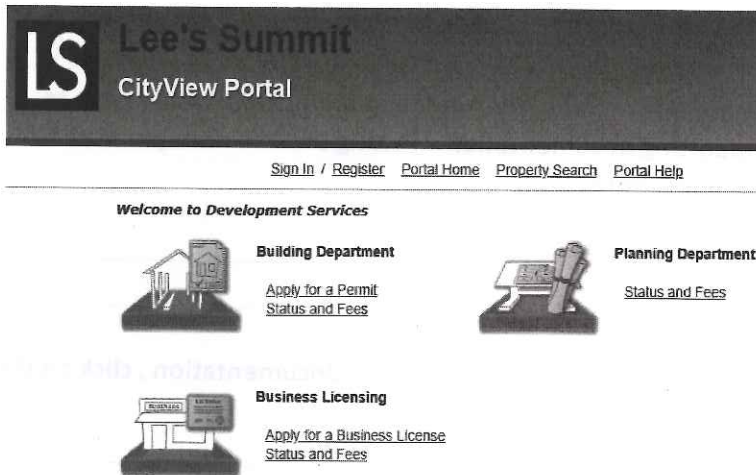 LS
Lee's Summit
CityView Portal
Sign In / Register Portal Home Property Search Portal Help
Welcome to Development Services
Building Department
Apply for a Permit
Status and Fees
Planning Department
Status and Fees
Business Licensing
Apply for a Business License
Status and Fees